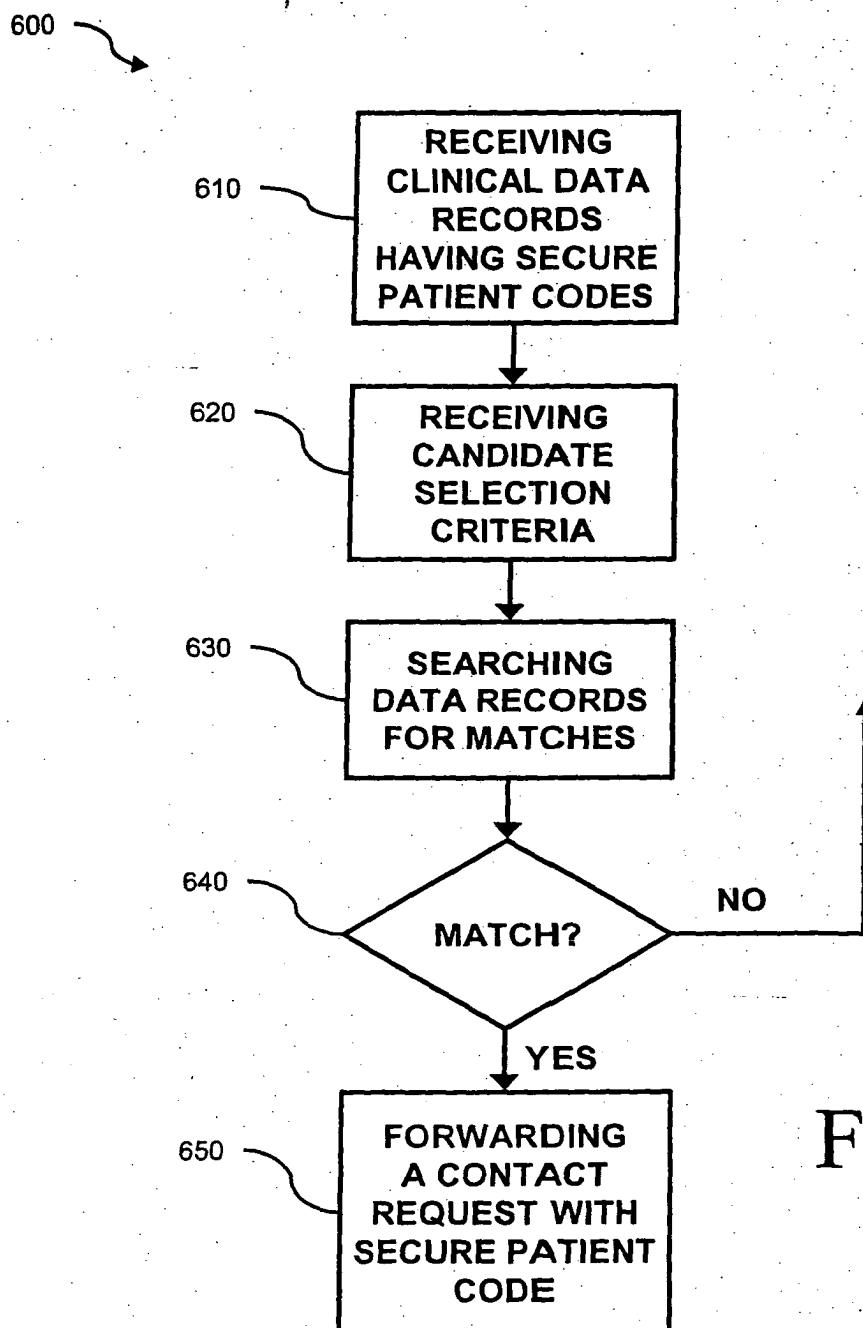 600
610
RECEIVING
CLINICAL DATA
RECORDS
HAVING SECURE
PATIENT CODES
620
RECEIVING
CANDIDATE
SELECTION
CRITERIA
630
SEARCHING
DATA RECORDS
FOR MATCHES
640
MATCH?
NO
YES
650
FORWARDING
A CONTACT
REQUEST WITH
SECURE PATIENT
CODE
F